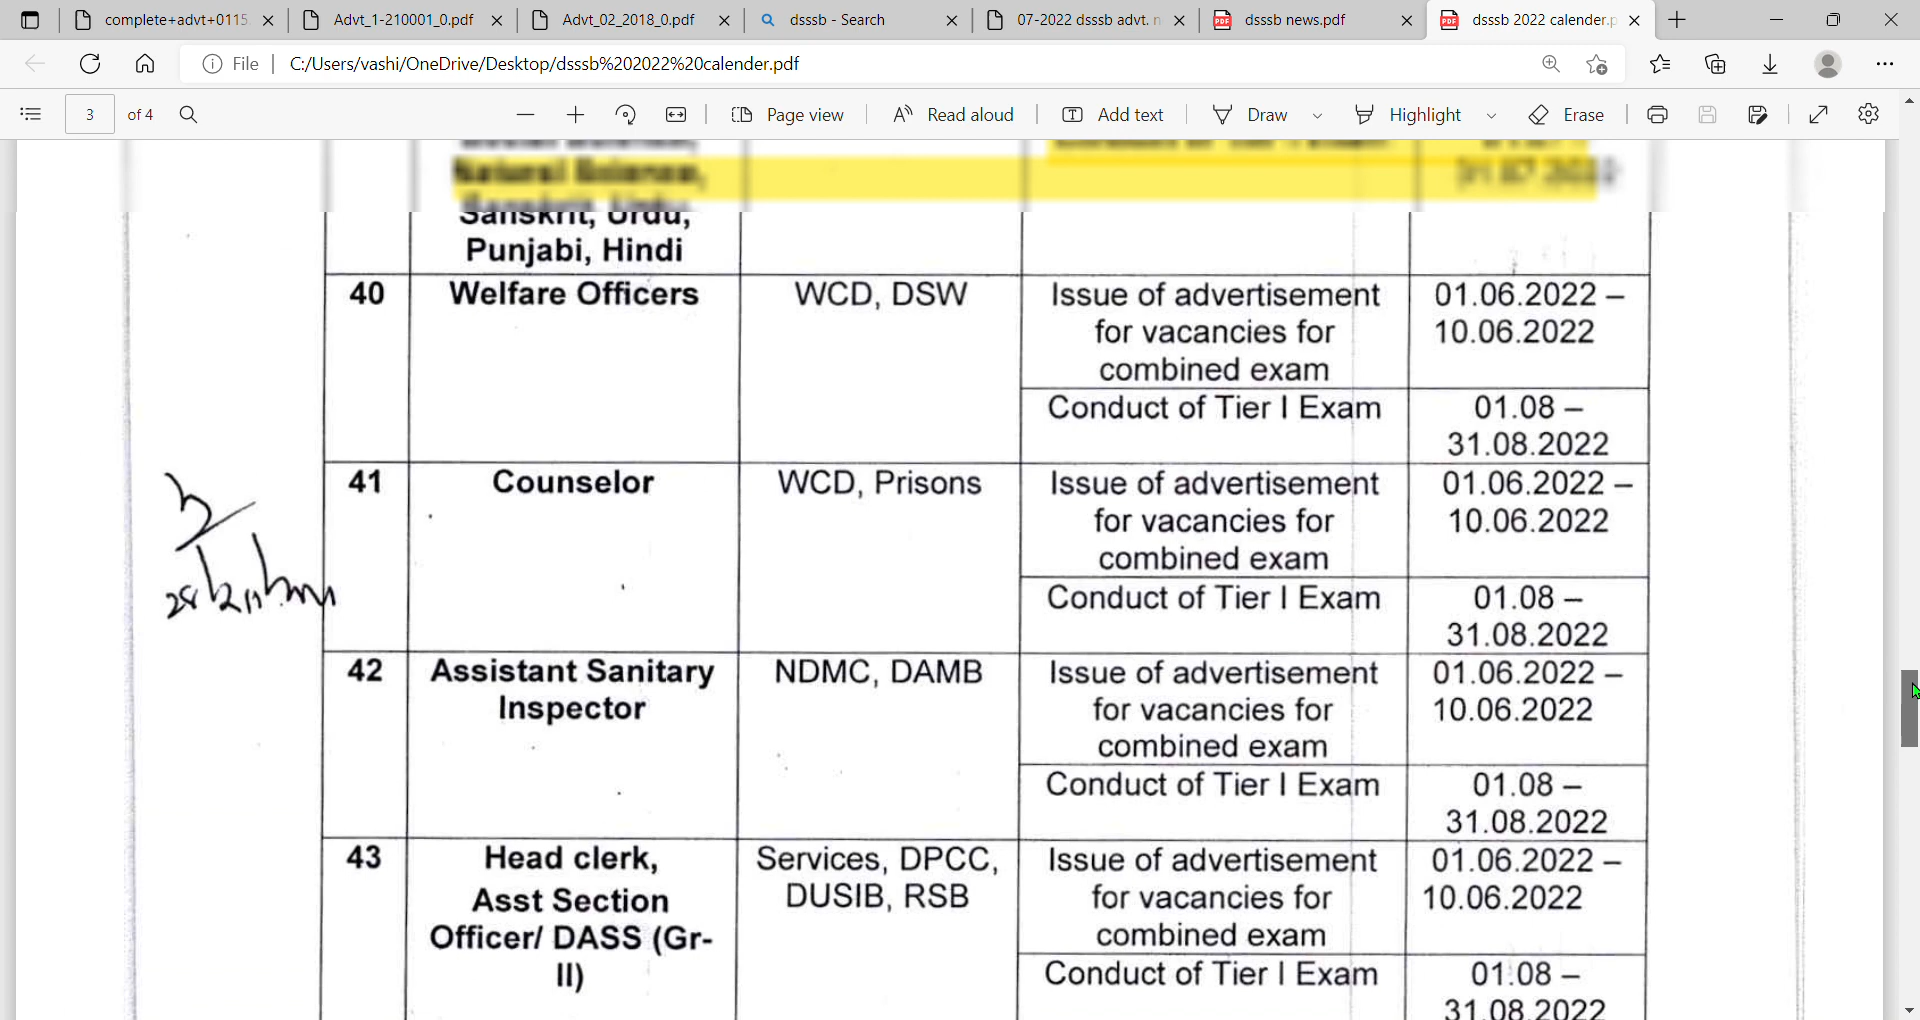 complete+advt+0115
Advt_1-210001_0.pdf
Advt_02_2018_0.pdf
dsssb - Search
07-2022 dsssb advt. n
dsssb news.pdf
dsssb 2022 calender.p
File
C:/Users/vashi/OneDrive/Desktop/dsssb%202022%20calender.pdf
3 of 4
Page view
Read aloud
Add text
Draw
Highlight
Erase
Natural Science,
31.07.2022
Sanskrit, Urdu,
Punjabi, Hindi
40 Welfare Officers WCD, DSW Issue of advertisement 01.06.2022 –
for vacancies for 10.06.2022
combined exam
Conduct of Tier I Exam 01.08 –
31.08.2022
41 Counselor WCD, Prisons Issue of advertisement 01.06.2022 –
for vacancies for 10.06.2022
combined exam
Conduct of Tier I Exam 01.08 –
31.08.2022
42 Assistant Sanitary NDMC, DAMB Issue of advertisement 01.06.2022 –
Inspector for vacancies for 10.06.2022
combined exam
Conduct of Tier I Exam 01.08 –
31.08.2022
43 Head clerk, Services, DPCC, Issue of advertisement 01.06.2022 –
Asst Section DUSIB, RSB for vacancies for 10.06.2022
Officer/ DASS (Gr- combined exam
II) Conduct of Tier I Exam 01.08 –
31.08.2022